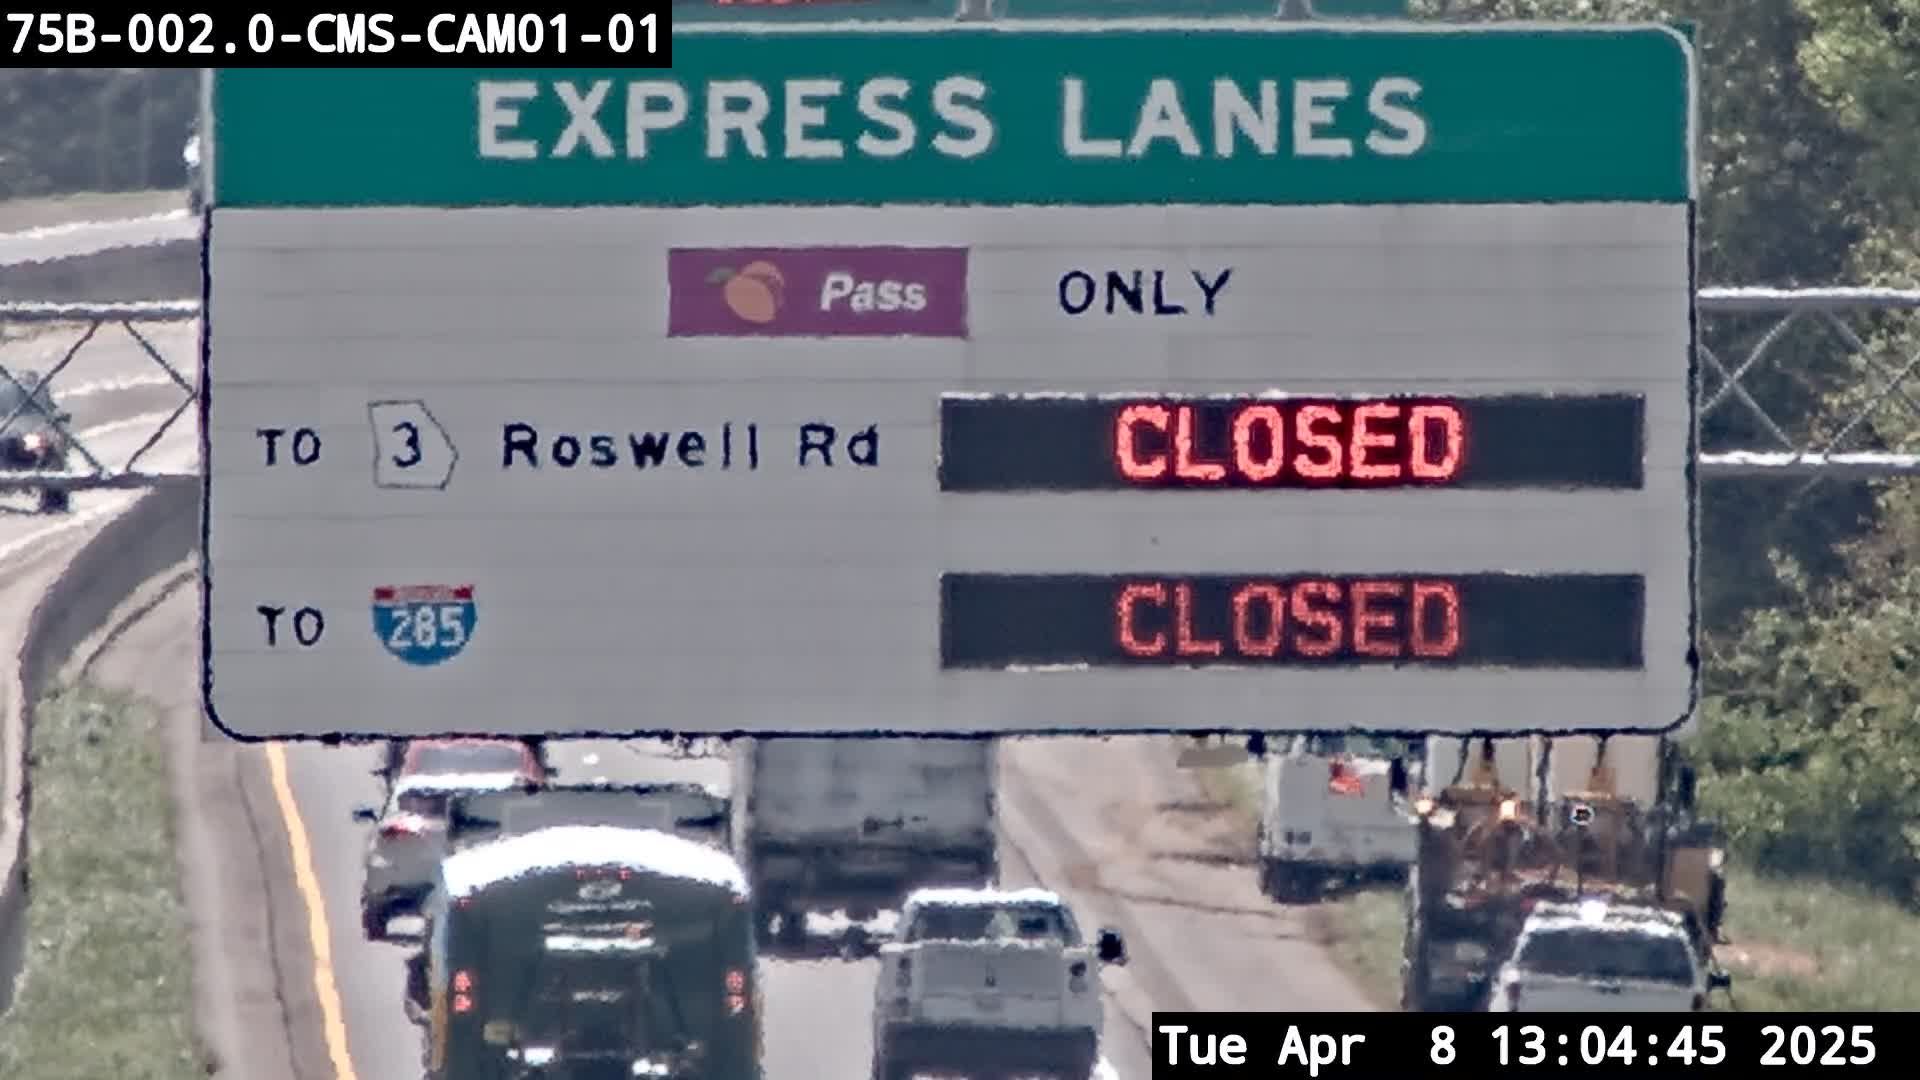 75B-002.0-CMS-CAM01-01
EXPRESS LANES
Pass ONLY
TO 3 Roswell Rd CLOSED
TO 285 CLOSED
Tue Apr 8 13:04:45 2025